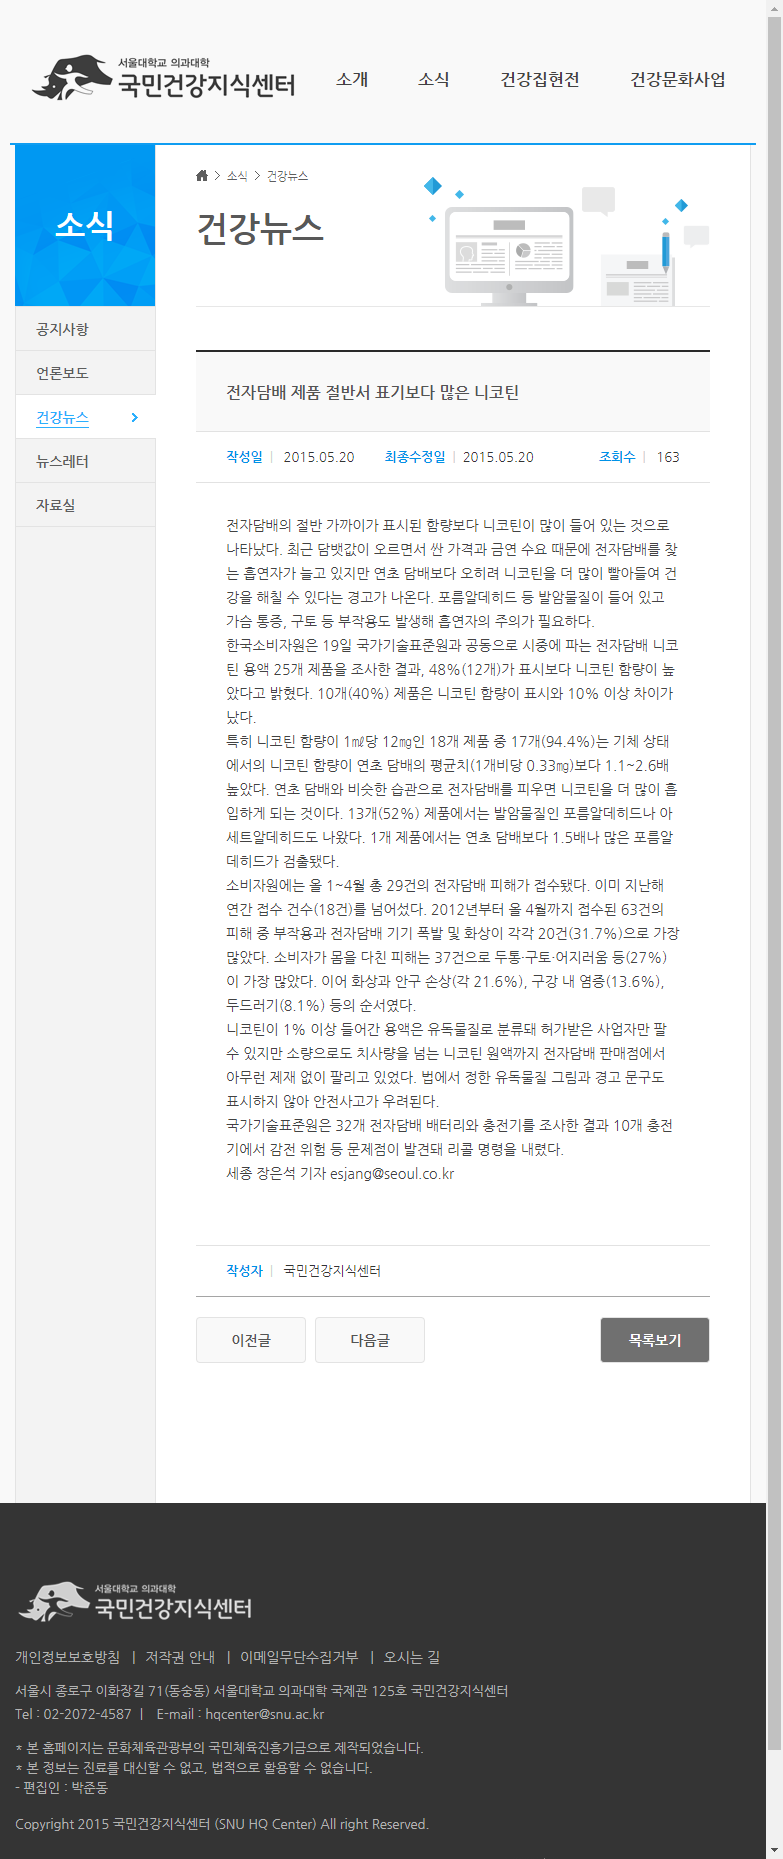 서울대학교 의과대학
국민건강지식센터
소개 소식 건강집현전 건강문화사업
소식
공지사항
언론보도
건강뉴스
뉴스레터
자료실
소식 > 건강뉴스
건강뉴스
전자담배 제품 절반서 표기보다 많은 니코틴
작성일 | 2015.05.20 최종수정일 | 2015.05.20 조회수 | 163
전자담배의 절반 가까이가 표시된 함량보다 니코틴이 많이 들어 있는 것으로
나타났다. 최근 담뱃값이 오르면서 싼 가격과 금연 수요 때문에 전자담배를 찾
는 흡연자가 늘고 있지만 연초 담배보다 오히려 니코틴을 더 많이 빨아들여 건
강을 해칠 수 있다는 경고가 나온다. 포름알데히드 등 발암물질이 들어 있고
가슴 통증, 구토 등 부작용도 발생해 흡연자의 주의가 필요하다.
한국소비자원은 19일 국가기술표준원과 공동으로 시중에 파는 전자담배 니코
틴 용액 25개 제품을 조사한 결과, 48%(12개)가 표시보다 니코틴 함량이 높
았다고 밝혔다. 10개(40%) 제품은 니코틴 함량이 표시와 10% 이상 차이가
났다.
특히 니코틴 함량이 1㎖당 12㎎인 18개 제품 중 17개(94.4%)는 기체 상태
에서의 니코틴 함량이 연초 담배의 평균치(1개비당 0.33㎎)보다 1.1~2.6배
높았다. 연초 담배와 비슷한 습관으로 전자담배를 피우면 니코틴을 더 많이 흡
입하게 되는 것이다. 13개(52%) 제품에서는 발암물질인 포름알데히드나 아
세트알데히드도 나왔다. 1개 제품에서는 연초 담배보다 1.5배나 많은 포름알
데히드가 검출됐다.
소비자원에는 올 1~4월 총 29건의 전자담배 피해가 접수됐다. 이미 지난해
연간 접수 건수(18건)를 넘어섰다. 2012년부터 올 4월까지 접수된 63건의
피해 중 부작용과 전자담배 기기 폭발 및 화상이 각각 20건(31.7%)으로 가장
많았다. 소비자가 몸을 다친 피해는 37건으로 두통·구토·어지러움 등(27%)
이 가장 많았다. 이어 화상과 안구 손상(각 21.6%), 구강 내 염증(13.6%),
두드러기(8.1%) 등의 순서였다.
니코틴이 1% 이상 들어간 용액은 유독물질로 분류돼 허가받은 사업자만 팔
수 있지만 소량으로도 치사량을 넘는 니코틴 원액까지 전자담배 판매점에서
아무런 제재 없이 팔리고 있었다. 법에서 정한 유독물질 그림과 경고 문구도
표시하지 않아 안전사고가 우려된다.
국가기술표준원은 32개 전자담배 배터리와 충전기를 조사한 결과 10개 충전
기에서 감전 위험 등 문제점이 발견돼 리콜 명령을 내렸다.
세종 장은석 기자 esjang@seoul.co.kr
작성자 | 국민건강지식센터
이전글 다음글 목록보기
서울대학교 의과대학
국민건강지식센터
개인정보보호방침 | 저작권 안내 | 이메일무단수집거부 | 오시는 길
서울시 종로구 이화장길 71(동숭동) 서울대학교 의과대학 국제관 125호 국민건강지식센터
Tel : 02-2072-4587 | E-mail : hqcenter@snu.ac.kr
* 본 홈페이지는 문화체육관광부의 국민체육진흥기금으로 제작되었습니다.
* 본 정보는 진료를 대신할 수 없고, 법적으로 활용할 수 없습니다.
- 편집인 : 박준동
Copyright 2015 국민건강지식센터 (SNU HQ Center) All right Reserved.